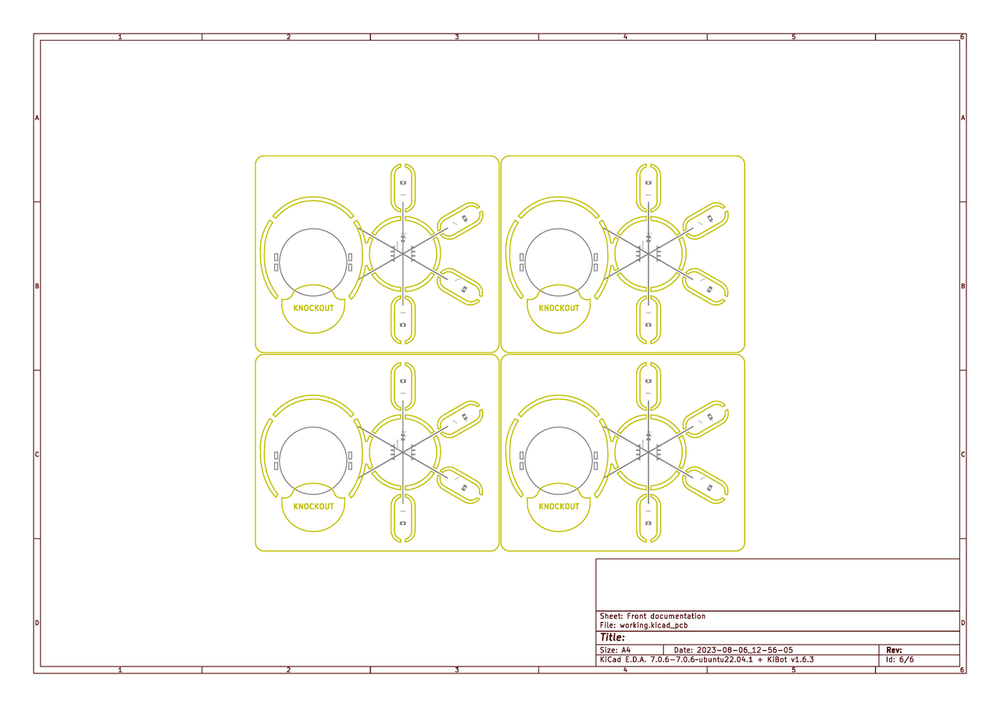 1 2 3 4 5 6
A A
B B
KNOCKOUT KNOCKOUT
C C
KNOCKOUT KNOCKOUT
D D
Sheet: Front documentation
File: working.kicad_pcb
Title:
Size: A4 Date: 2023-08-06_12-56-05 Rev:
KiCad E.D.A. 7.0.6-7.0.6-ubuntu22.04.1 + KiBot v1.6.3 Id: 6/6
1 2 3 4 5 6